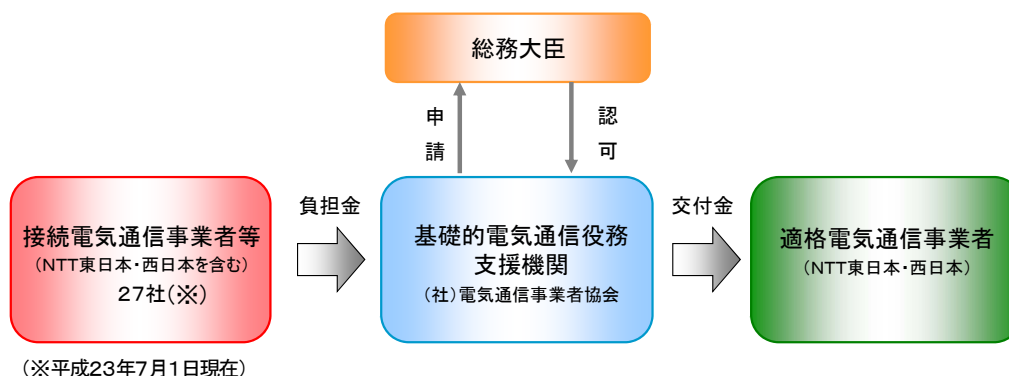 総務大臣
申請
認可
接続電気通信事業者等
(NTT東日本・西日本を含む)
27社(※)
負担金
基礎的電気通信役務
支援機関
(社)電気通信事業者協会
交付金
適格電気通信事業者
(NTT東日本・西日本)
(※平成23年7月1日現在)